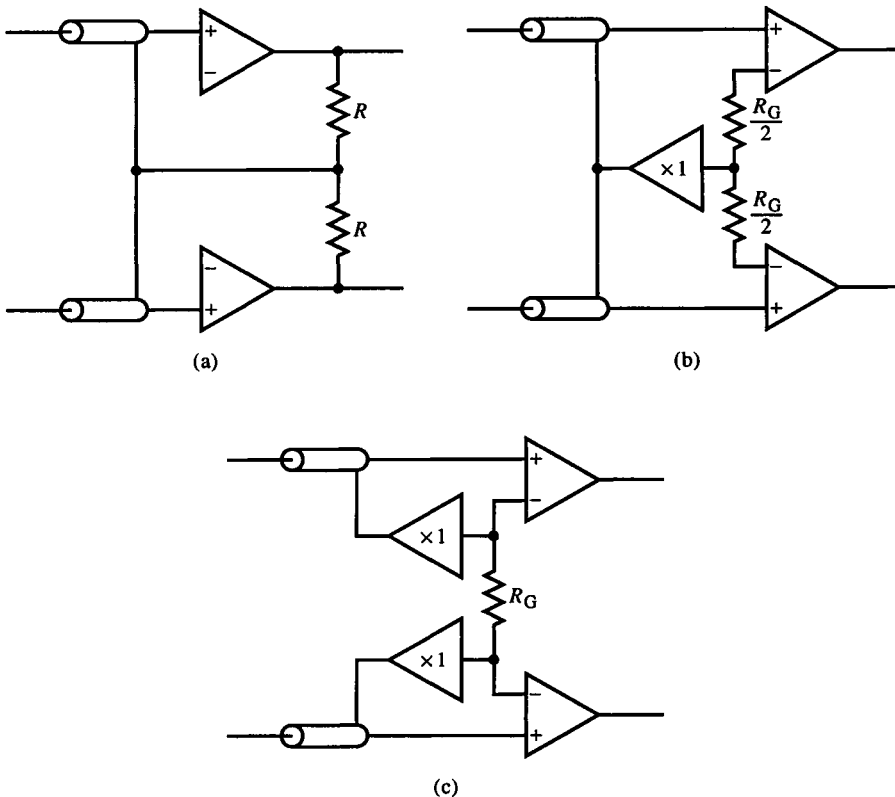 +
−
R
R
−
+
(a)
+
−
R_G
2
×1
R_G
2
−
+
(b)
+
−
×1
R_G
×1
−
+
(c)